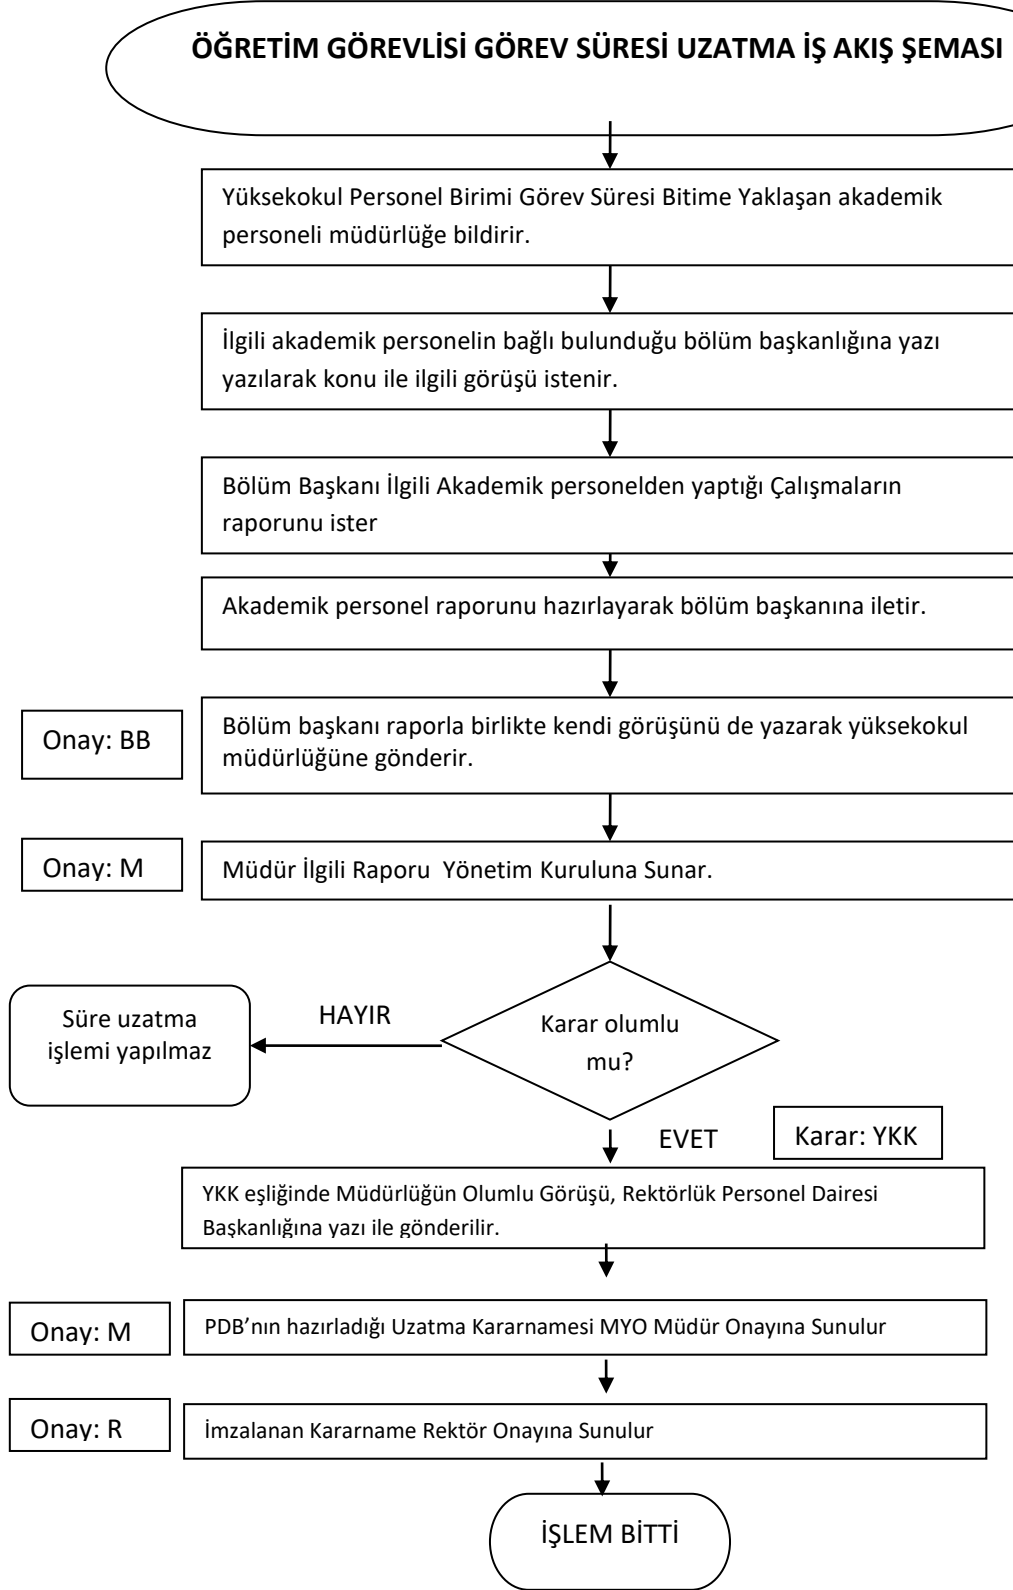 ÖĞRETİM GÖREVLİSİ GÖREV SÜRESİ UZATMA İŞ AKIŞ ŞEMASI
Yüksekokul Personel Birimi Görev Süresi Bitime Yaklaşan akademik
personeli müdürlüğe bildirir.
İlgili akademik personelin bağlı bulunduğu bölüm başkanlığına yazı
yazılarak konu ile ilgili görüşü istenir.
Bölüm Başkanı İlgili Akademik personelden yaptığı Çalışmaların
raporunu ister
Akademik personel raporunu hazırlayarak bölüm başkanına iletir.
Onay: BB
Bölüm başkanı raporla birlikte kendi görüşünü de yazarak yüksekokul
müdürlüğüne gönderir.
Onay: M
Müdür İlgili Raporu Yönetim Kuruluna Sunar.
Karar olumlu
mu?
HAYIR
Süre uzatma
işlemi yapılmaz
EVET
Karar: YKK
YKK eşliğinde Müdürlüğün Olumlu Görüşü, Rektörlük Personel Dairesi
Başkanlığına yazı ile gönderilir.
Onay: M
PDB’nın hazırladığı Uzatma Kararnamesi MYO Müdür Onayına Sunulur
Onay: R
İmzalanan Kararname Rektör Onayına Sunulur
İŞLEM BİTTİ